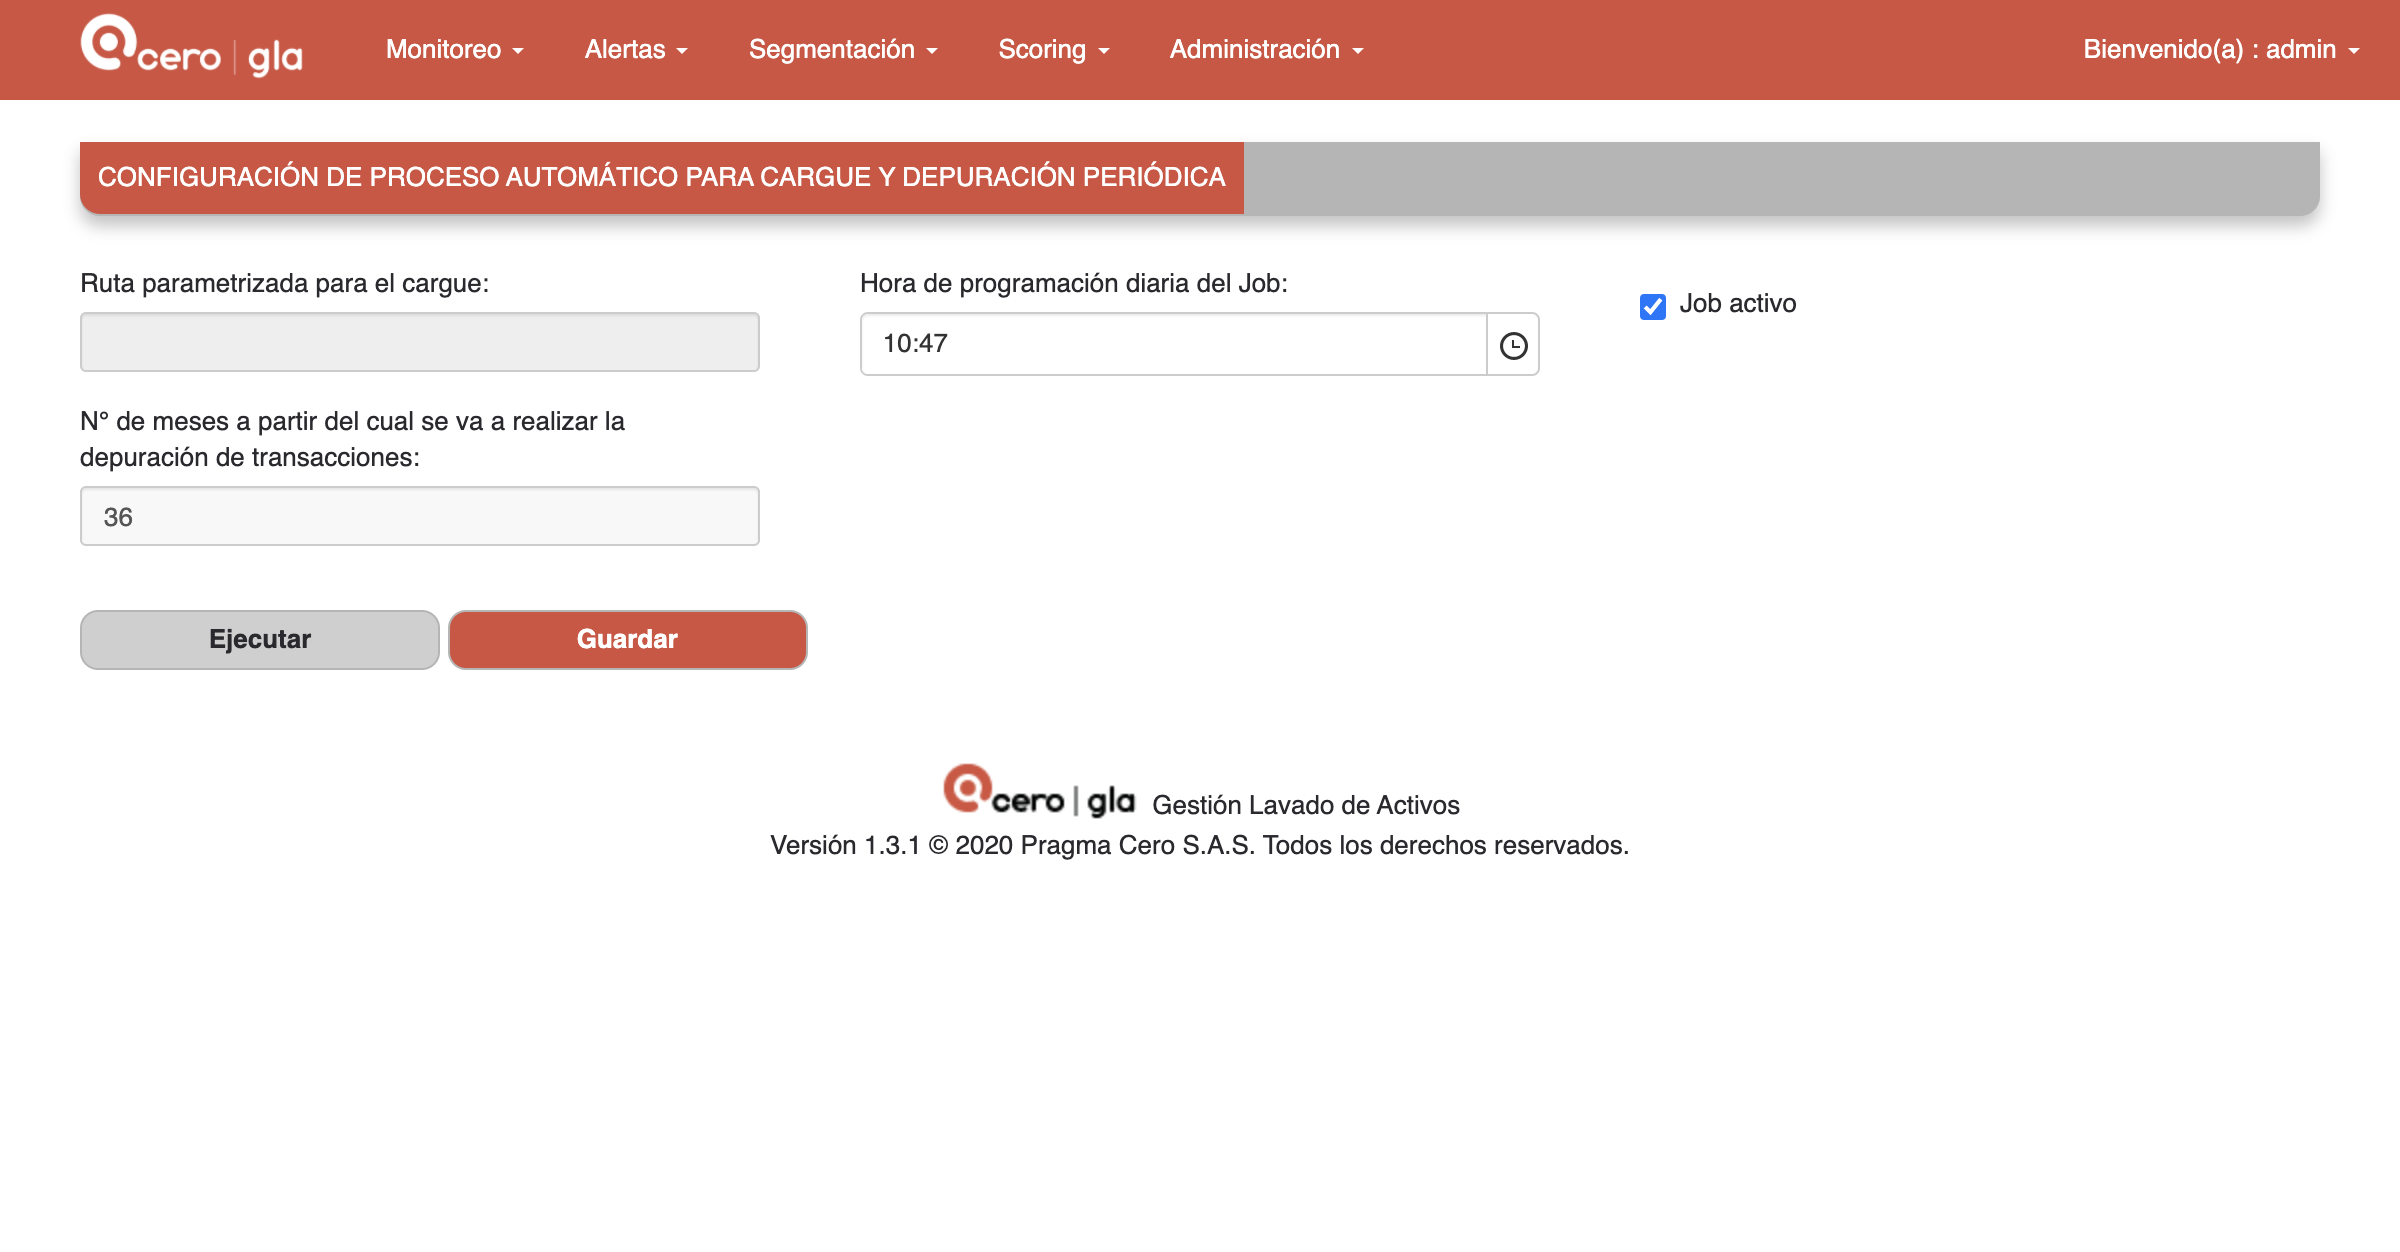 cero | gla
Monitoreo
Alertas
Segmentación
Scoring
Administración
Bienvenido(a) : admin
CONFIGURACIÓN DE PROCESO AUTOMÁTICO PARA CARGUE Y DEPURACIÓN PERIÓDICA
Ruta parametrizada para el cargue:
Hora de programación diaria del Job:
10:47
Job activo
N° de meses a partir del cual se va a realizar la
depuración de transacciones:
36
Ejecutar
Guardar
cero | gla Gestión Lavado de Activos
Versión 1.3.1 © 2020 Pragma Cero S.A.S. Todos los derechos reservados.